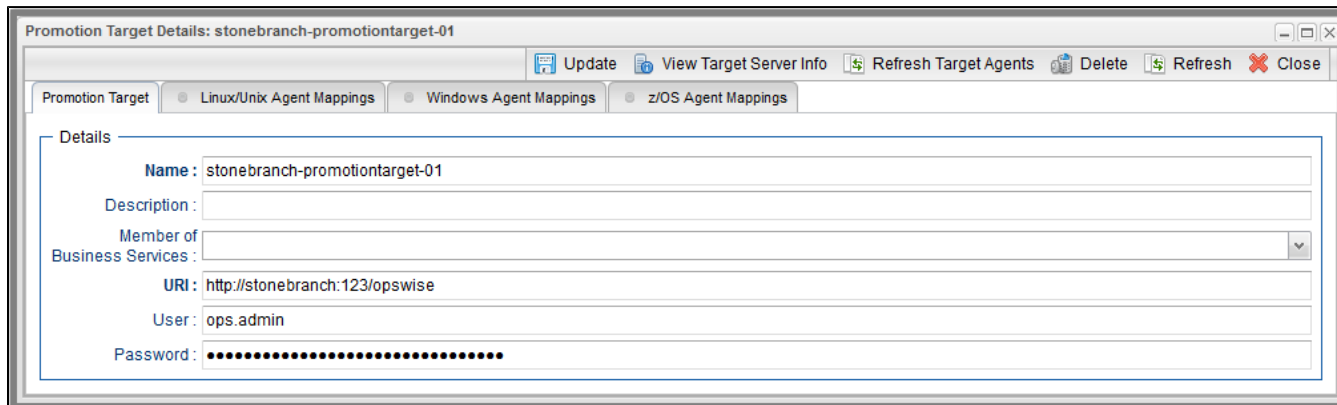 Promotion Target Details: stonebranch-promotiontarget-01
Update View Target Server Info Refresh Target Agents Delete Refresh Close
Promotion Target Linux/Unix Agent Mappings Windows Agent Mappings z/OS Agent Mappings
Details
Name : stonebranch-promotiontarget-01
Description :
Member of
Business Services :
URI : http://stonebranch:123/opswise
User : ops.admin
Password : ••••••••••••••••••••••••••••••••